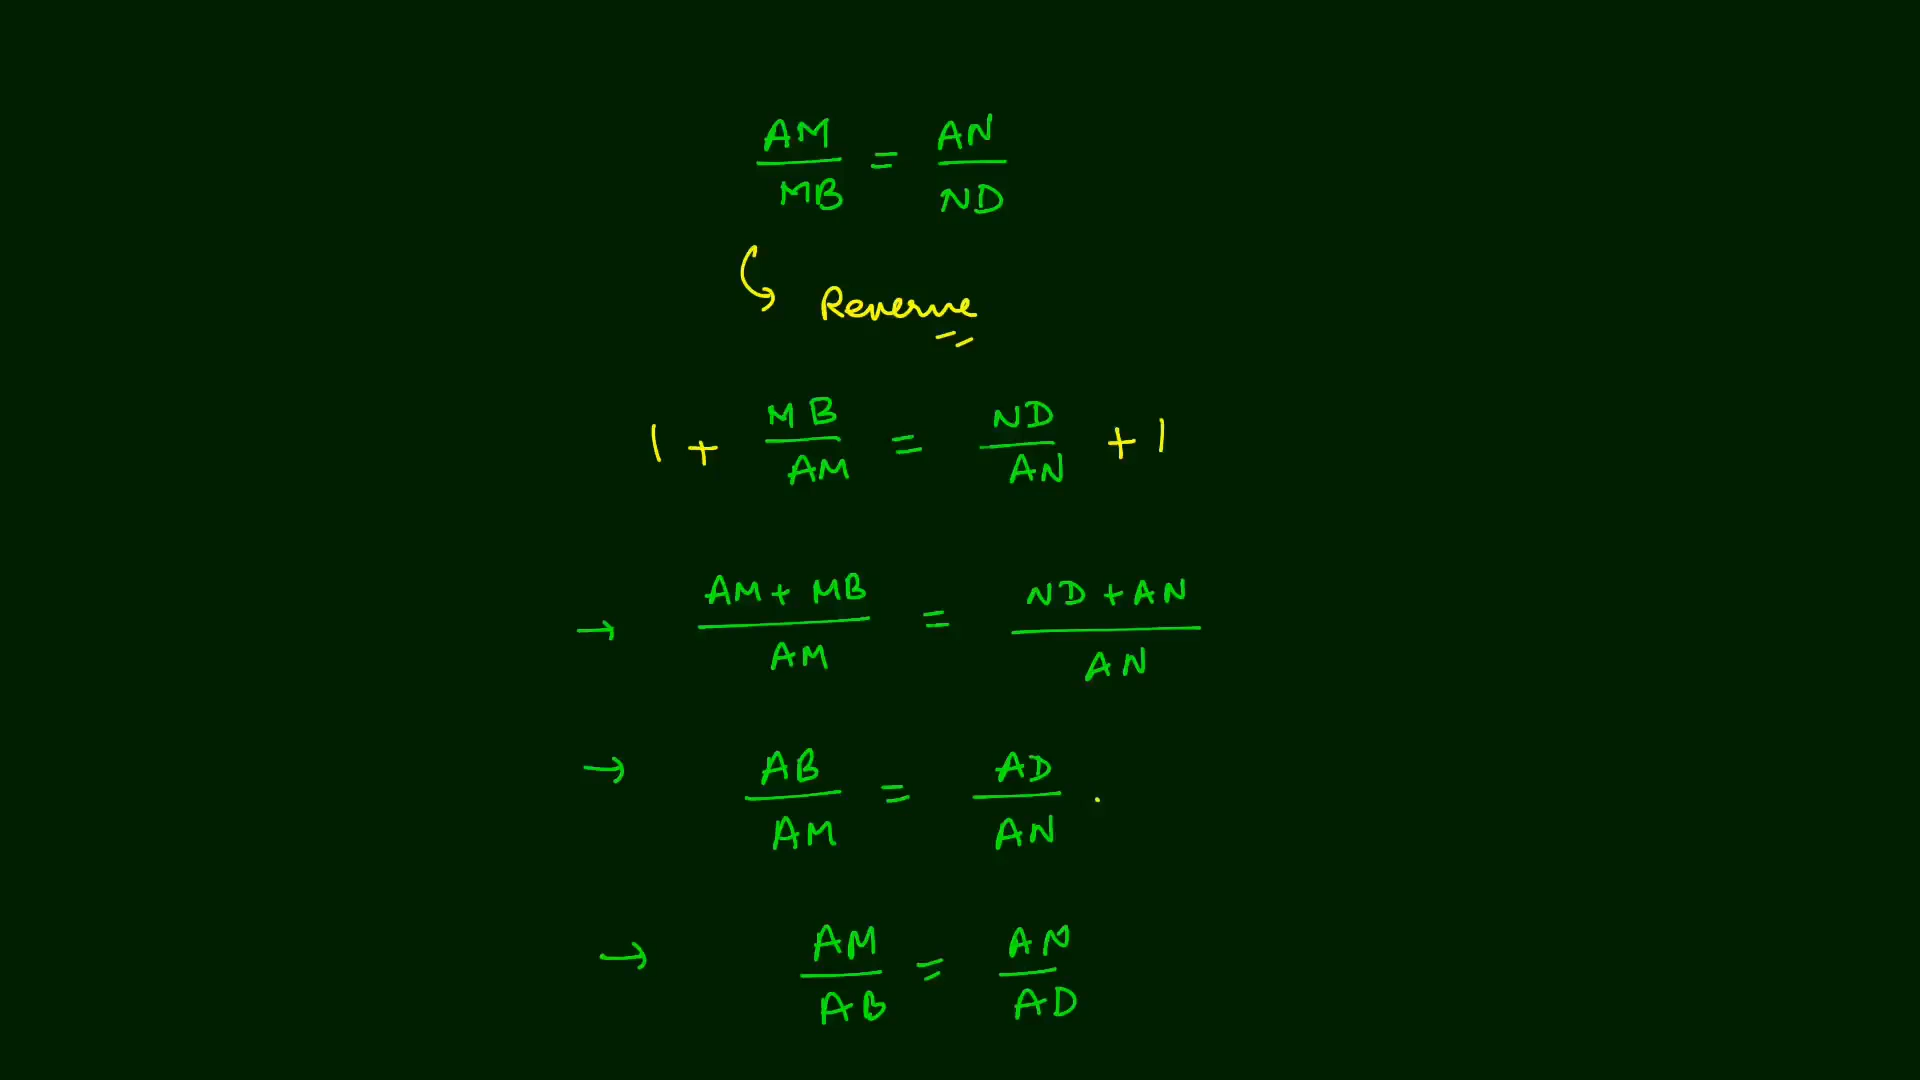 AM/MB = AN/ND
Reverse
1 + MB/AM = ND/AN + 1
→ AM + MB/AM = ND + AN/AN
→ AB/AM = AD/AN .
→ AM/AB = AN/AD